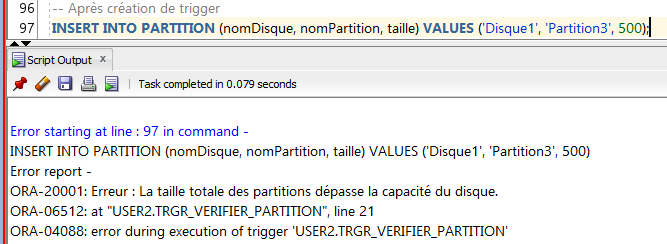 96
-- Après création de trigger
97
INSERT INTO PARTITION (nomDisque, nomPartition, taille) VALUES ('Disque1', 'Partition3', 500);
Script Output x
Task completed in 0.079 seconds
Error starting at line : 97 in command -
INSERT INTO PARTITION (nomDisque, nomPartition, taille) VALUES ('Disque1', 'Partition3', 500)
Error report -
ORA-20001: Erreur : La taille totale des partitions dépasse la capacité du disque.
ORA-06512: at "USER2.TRGR_VERIFIER_PARTITION", line 21
ORA-04088: error during execution of trigger 'USER2.TRGR_VERIFIER_PARTITION'